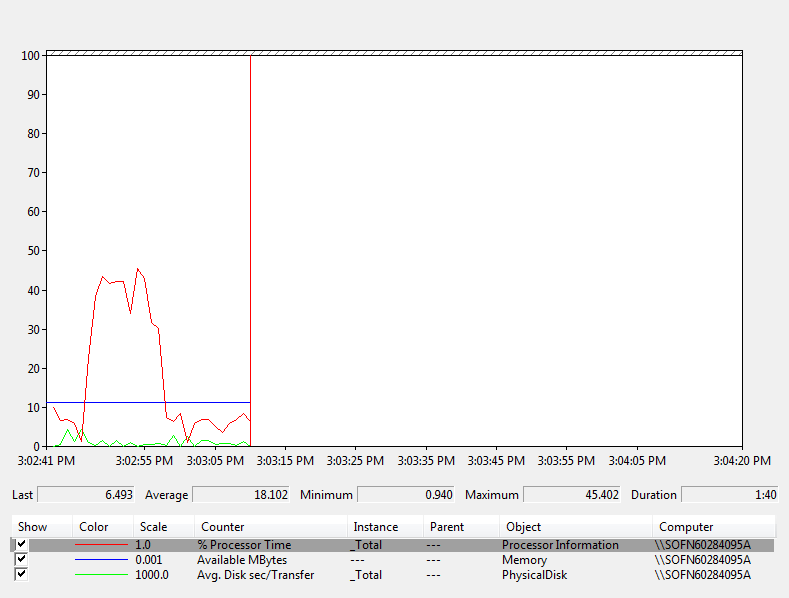 100
90
80
70
60
50
40
30
20
10
0
3:02:41 PM 3:02:55 PM 3:03:05 PM 3:03:15 PM 3:03:25 PM 3:03:35 PM 3:03:45 PM 3:03:55 PM 3:04:05 PM 3:04:20 PM
Last 6.493 Average 18.102 Minimum 0.940 Maximum 45.402 Duration 1:40
Show Color Scale Counter Instance Parent Object Computer
1.0 % Processor Time _Total --- Processor Information \\SOFN60284095A
0.001 Available MBytes --- --- Memory \\SOFN60284095A
1000.0 Avg. Disk sec/Transfer _Total --- PhysicalDisk \\SOFN60284095A